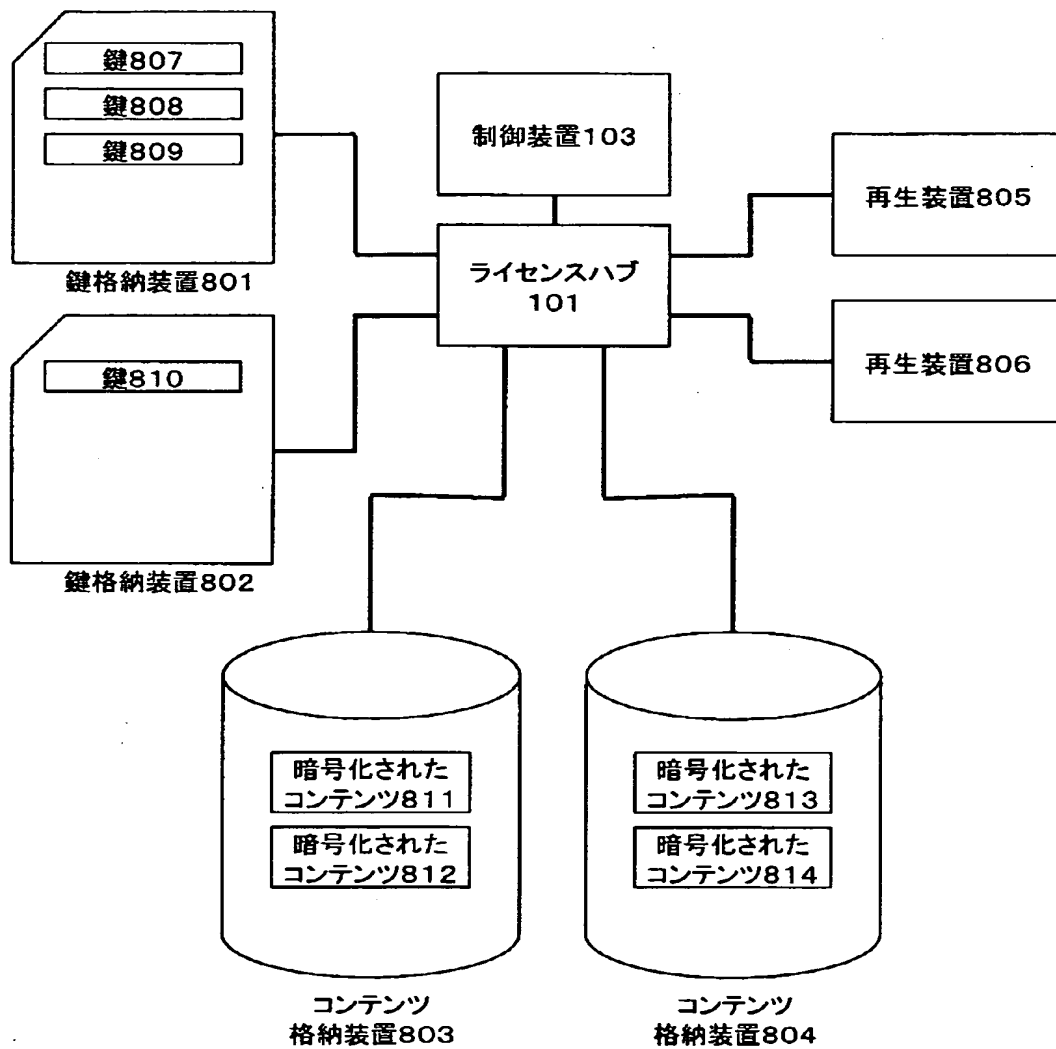 鍵807
鍵808
鍵809
鍵格納装置801
鍵810
鍵格納装置802
制御装置103
ライセンスハブ
101
再生装置805
再生装置806
暗号化された
コンテンツ811
暗号化された
コンテンツ812
コンテンツ
格納装置803
暗号化された
コンテンツ813
暗号化された
コンテンツ814
コンテンツ
格納装置804